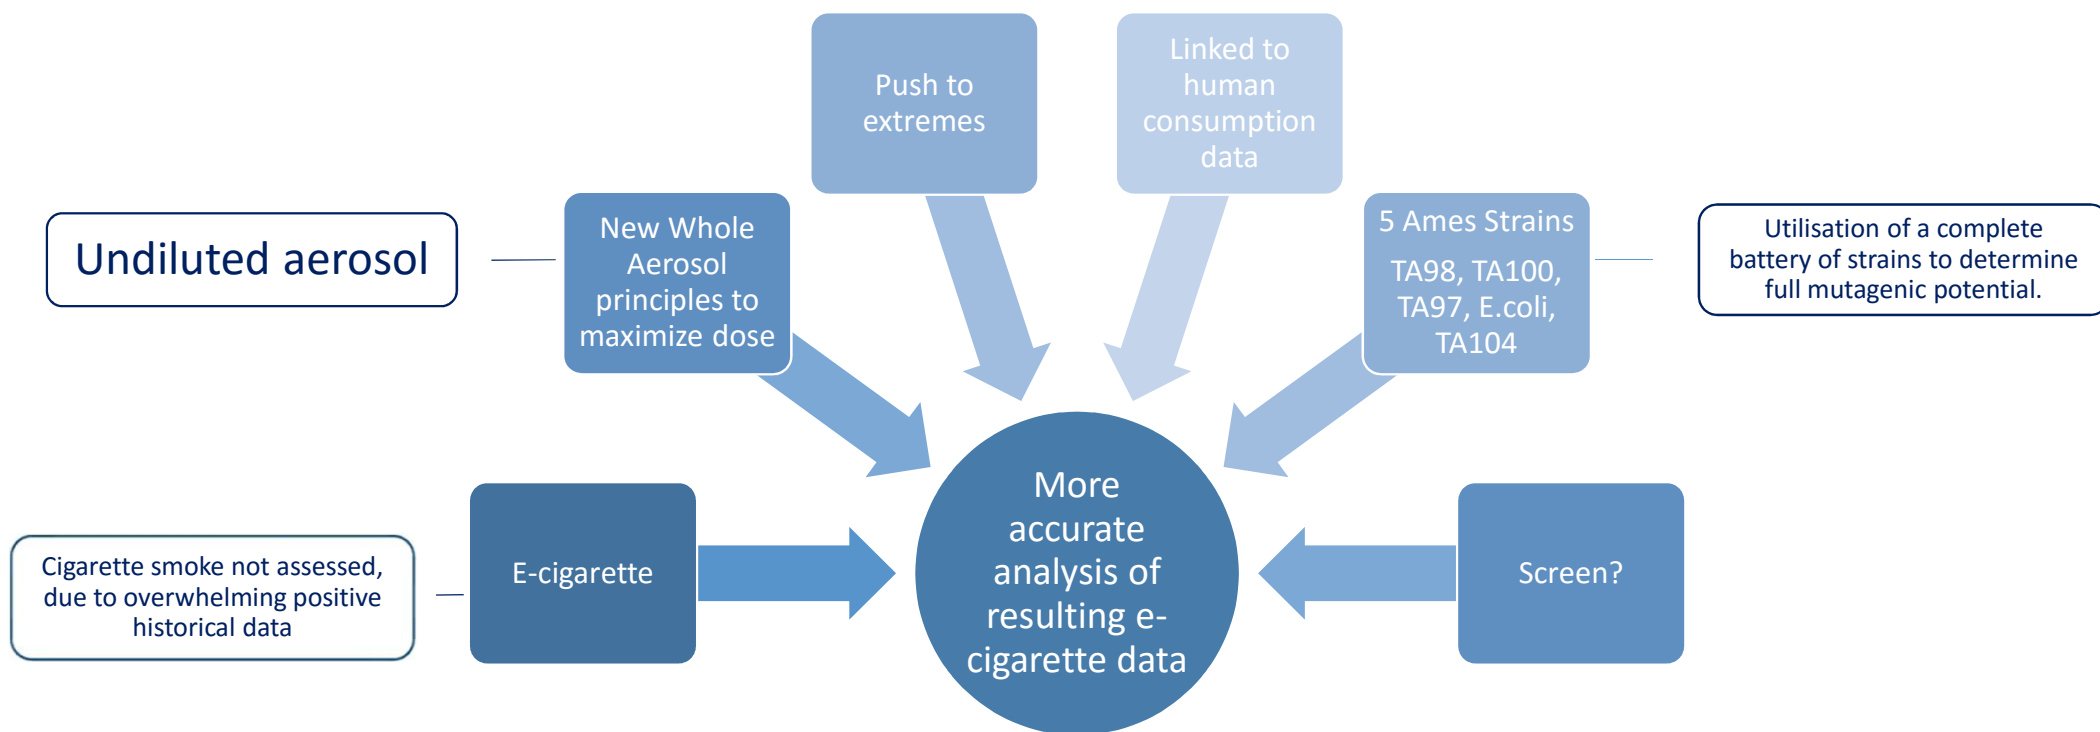 Push to
extremes
Linked to
human
consumption
data
Undiluted aerosol
New Whole
Aerosol
principles to
maximize dose
5 Ames Strains
TA98, TA100,
TA97, E.coli,
TA104
Utilisation of a complete
battery of strains to determine
full mutagenic potential.
Cigarette smoke not assessed,
due to overwhelming positive
historical data
E-cigarette
More
accurate
analysis of
resulting e-
cigarette data
Screen?